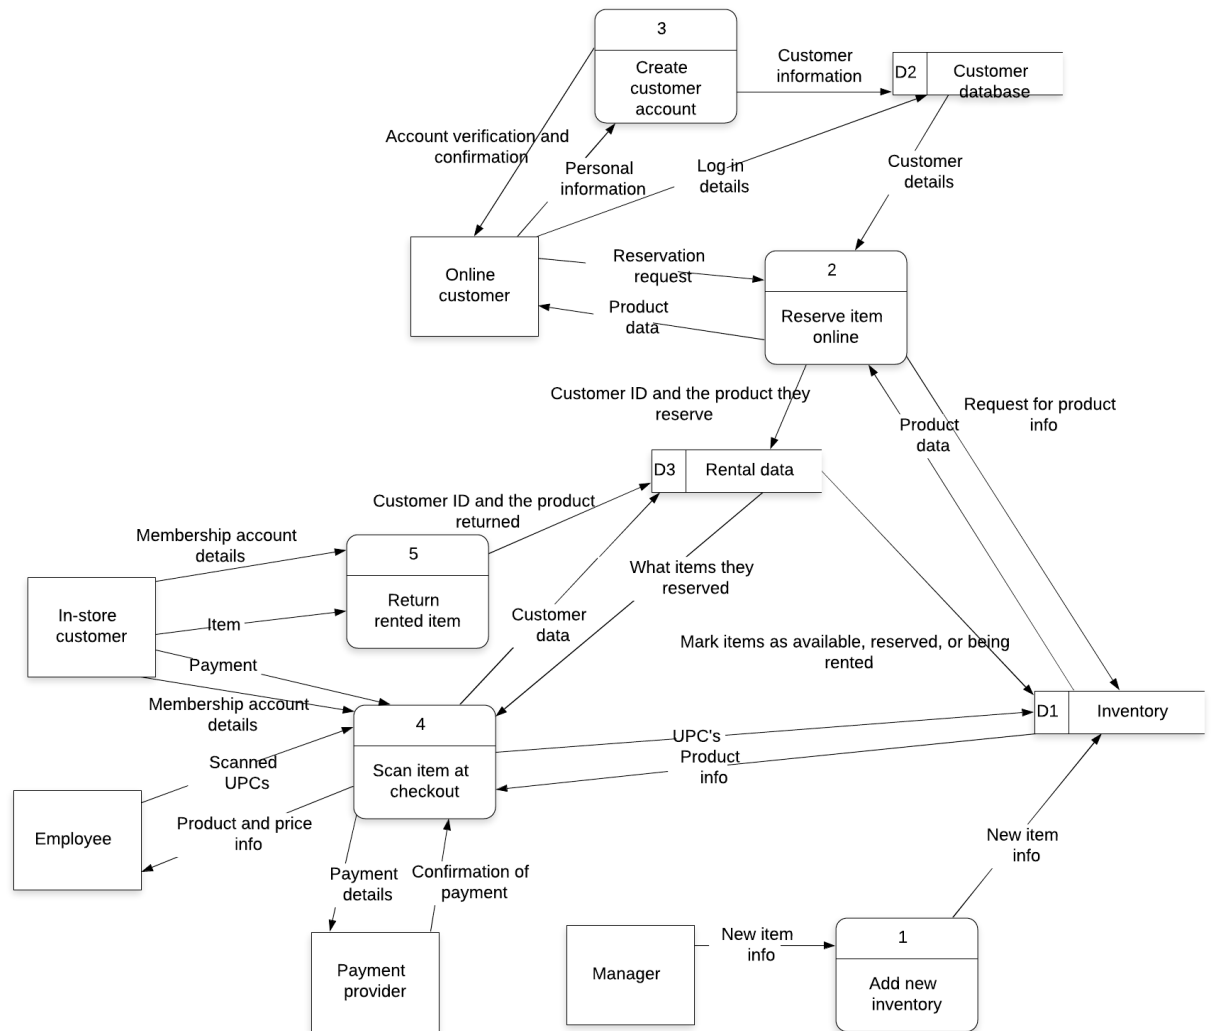 3
Create
customer
account
Customer
information
D2
Customer
database
Account verification and
confirmation
Personal
information
Log in
details
Customer
details
Online
customer
Reservation
request
Product
data
2
Reserve item
online
Customer ID and the product they
reserve
Product
data
Request for product
info
D3
Rental data
Customer ID and the product
returned
Membership account
details
5
Return
rented item
What items they
reserved
In-store
customer
Item
Customer
data
Mark items as available, reserved, or being
rented
Payment
Membership account
details
4
Scan item at
checkout
D1
Inventory
UPC's
Product
info
Scanned
UPCs
Employee
Product and price
info
Payment
details
Confirmation of
payment
New item
info
Payment
provider
Manager
New item
info
1
Add new
inventory